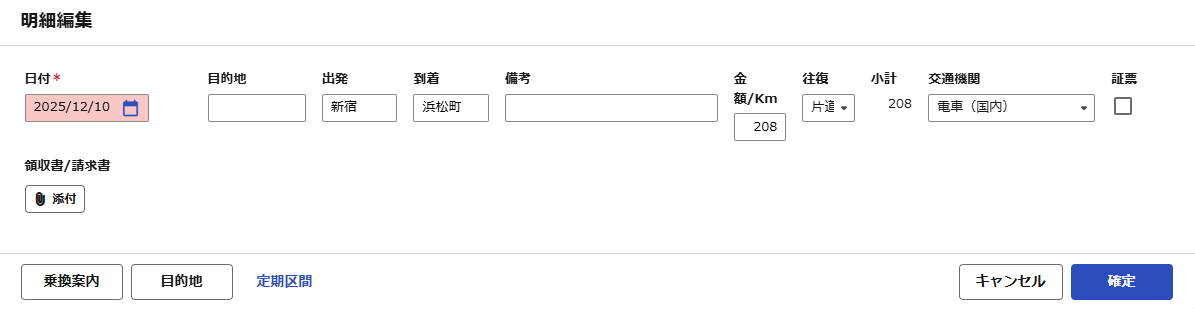 明細編集
日付* 目的地 出発 到着 備考 金額/Km 往復 小計 交通機関 証票
2025/12/10 新宿 浜松町 208 片道 208 電車（国内）
領収書/請求書
添付
乗換案内 目的地 定期区間 キャンセル 確定